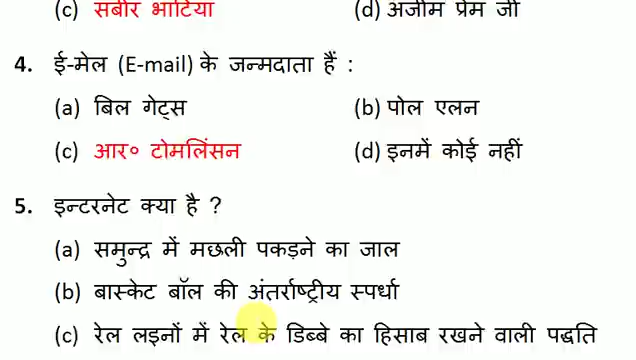 (c) सबीर भाटिया (d) अजीम प्रेम जी
4. ई-मेल (E-mail) के जन्मदाता हैं :
(a) बिल गेट्स (b) पोल एलन
(c) आर० टोमलिंसन (d) इनमें कोई नहीं
5. इन्टरनेट क्या है ?
(a) समुन्द्र में मछली पकड़ने का जाल
(b) बास्केट बॉल की अंतर्राष्ट्रीय स्पर्धा
(c) रेल लइनों में रेल के डिब्बे का हिसाब रखने वाली पद्धति